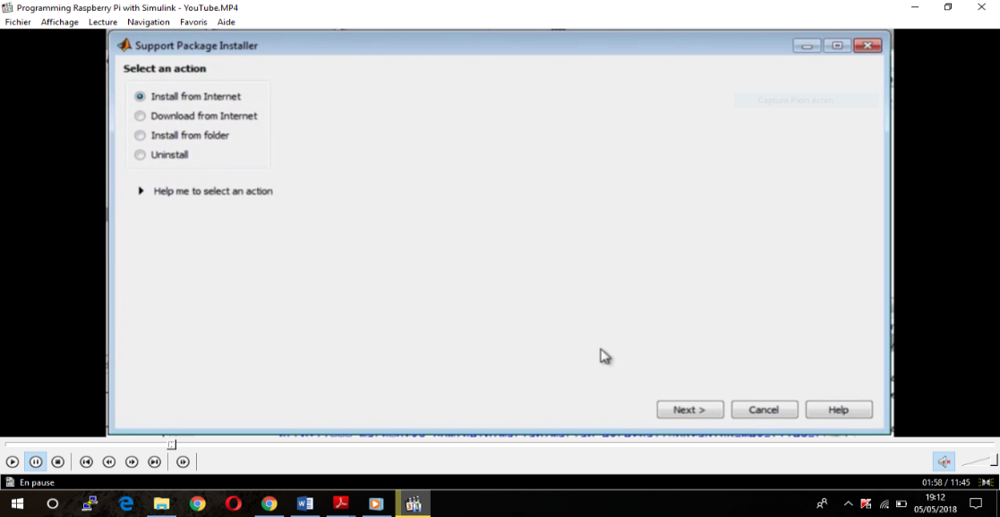 Programming Raspberry Pi with Simulink - YouTube.MP4
Fichier Affichage Lecture Navigation Favoris Aide
Support Package Installer
Select an action
Install from Internet
Capture Plein écran
Download from Internet
Install from folder
Uninstall
Help me to select an action
Next > Cancel Help
En pause
01:58 / 11:45
19:12
05/05/2018